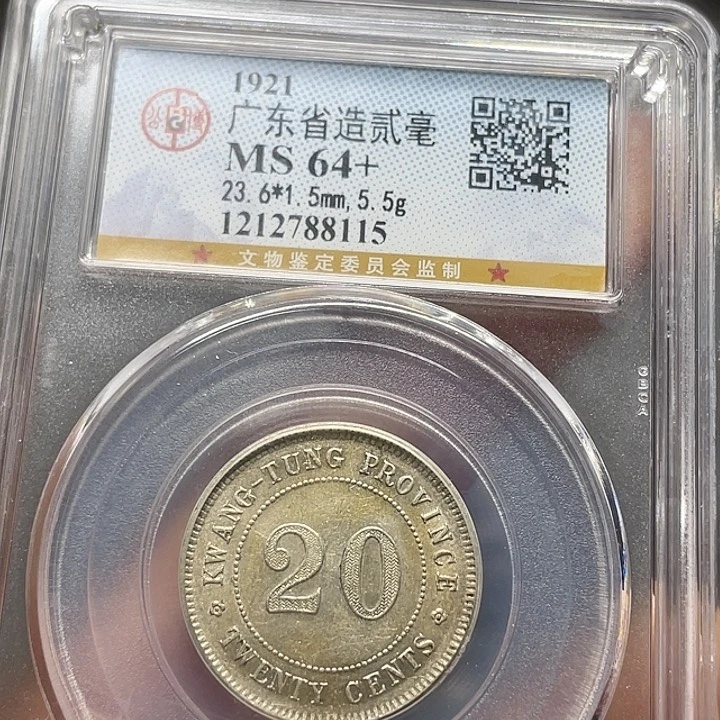 1921
广东省造贰毫
MS 64+
23.6*1.5mm,5.5g
1212788115
文物鉴定委员会监制
GBCA
KWANG-TUNG PROVINCE
20
TWENTY CENTS